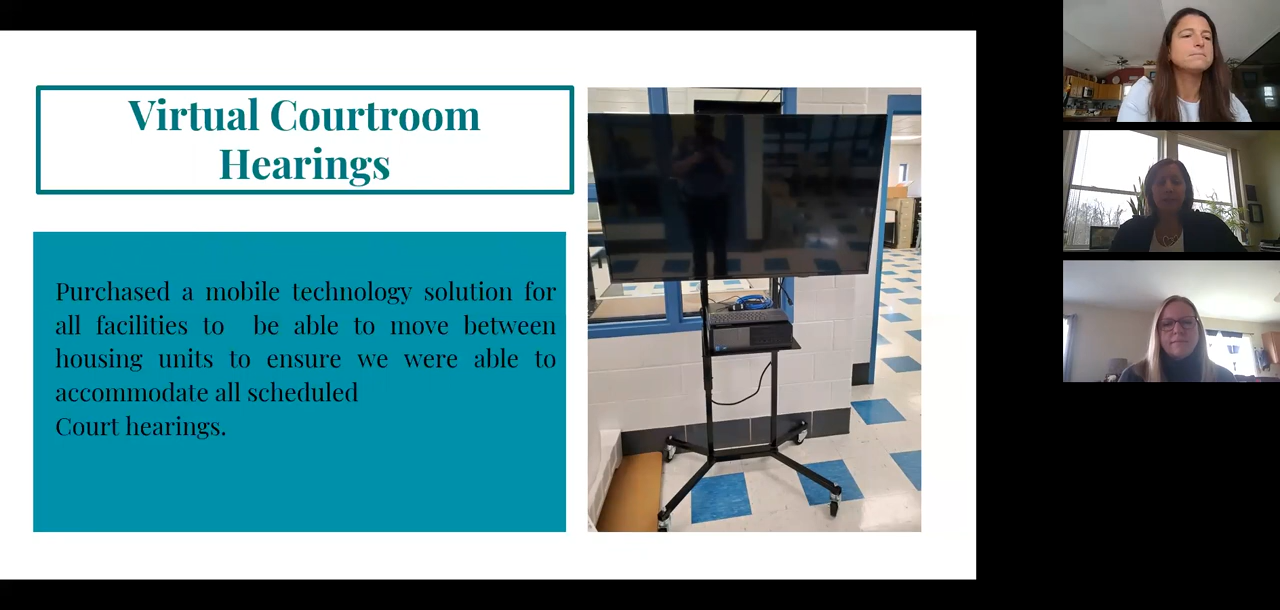 Virtual Courtroom
Hearings
Purchased a mobile technology solution for
all facilities to be able to move between
housing units to ensure we were able to
accommodate all scheduled
Court hearings.